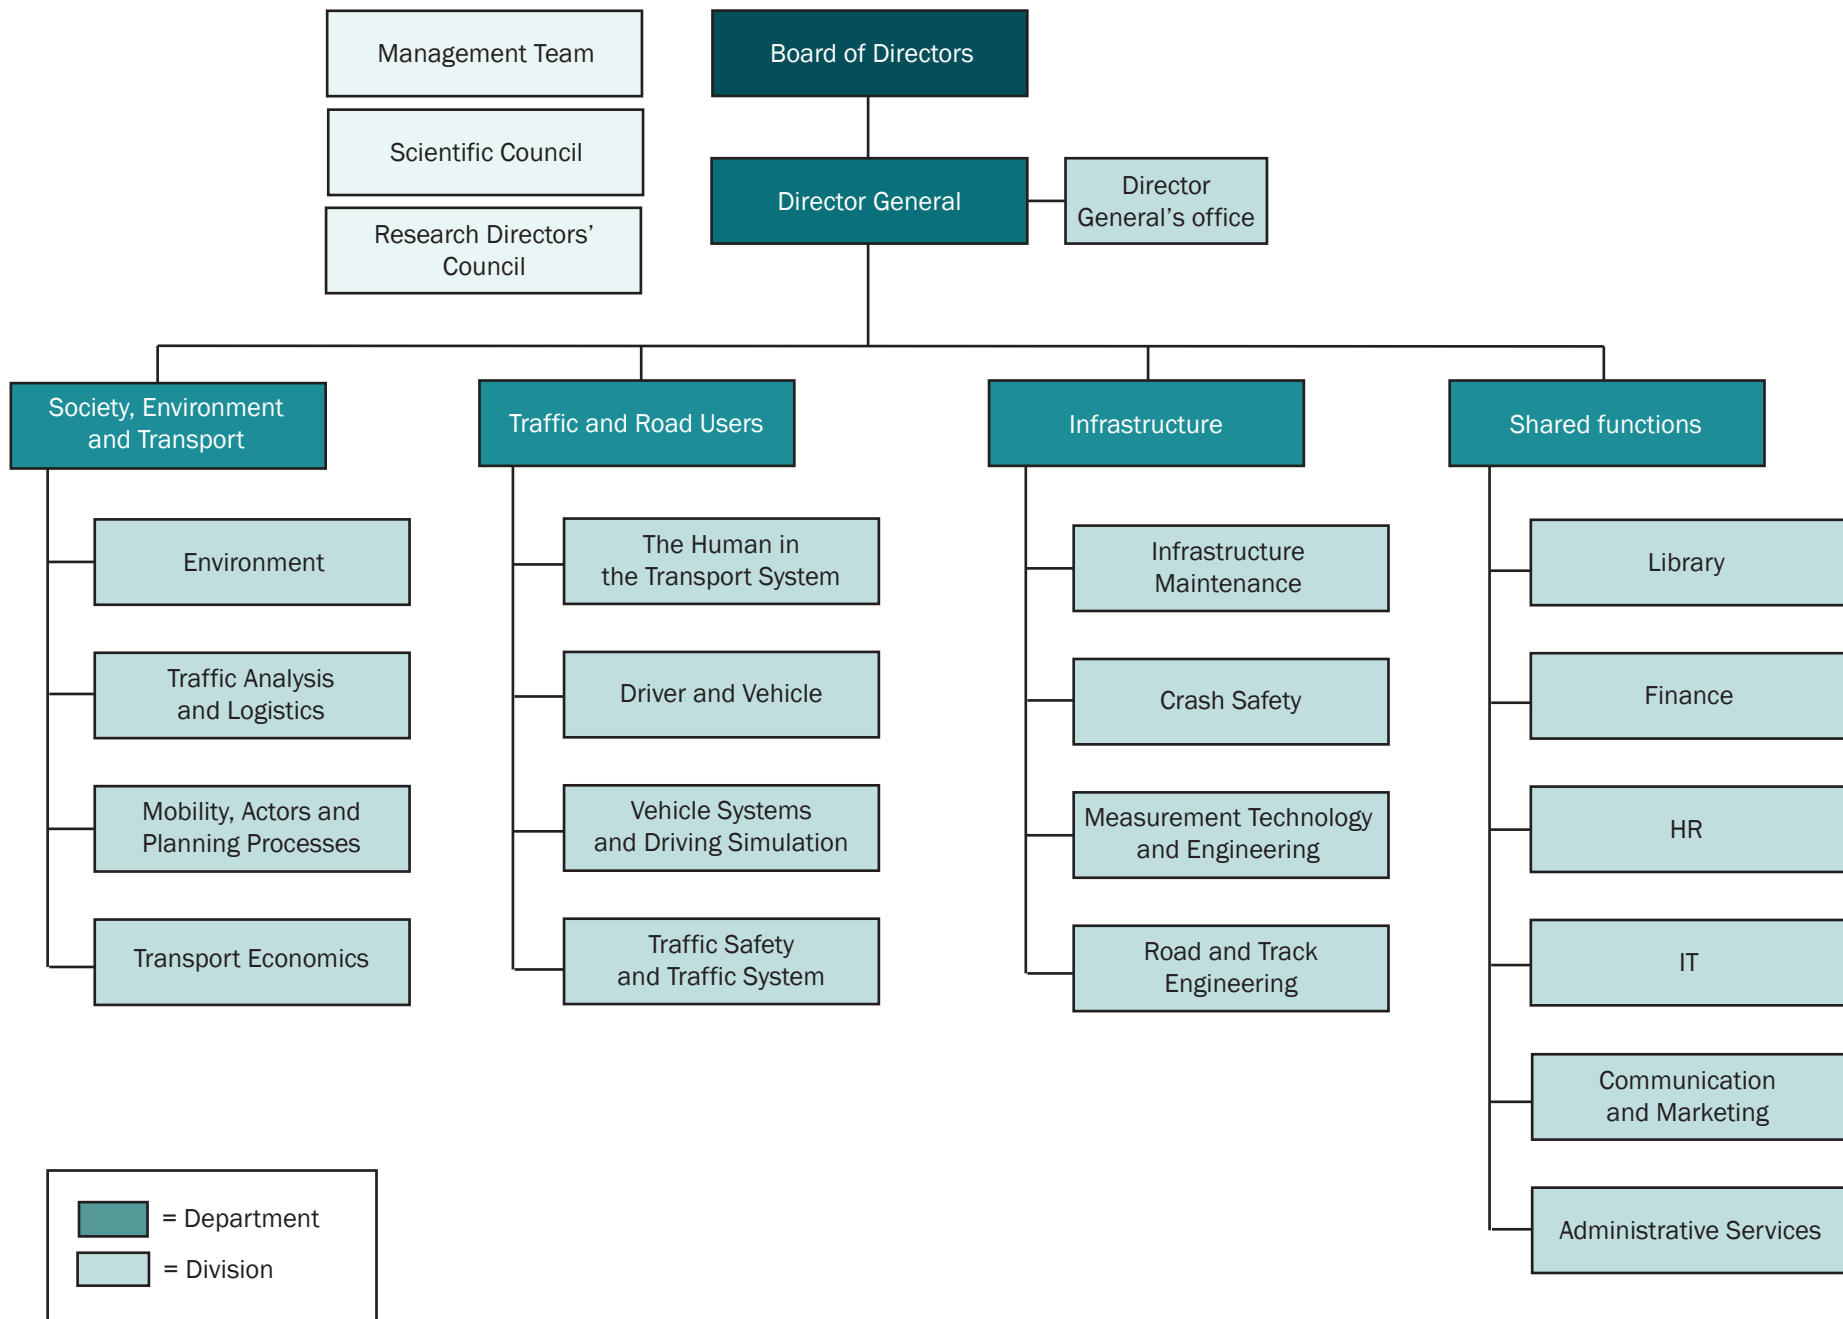 Management Team
Board of Directors
Scientific Council
Director General
Director
General’s office
Research Directors’
Council
Society, Environment
and Transport
Traffic and Road Users
Infrastructure
Shared functions
Environment
Traffic Analysis
and Logistics
Mobility, Actors and
Planning Processes
Transport Economics
The Human in
the Transport System
Driver and Vehicle
Vehicle Systems
and Driving Simulation
Traffic Safety
and Traffic System
Infrastructure
Maintenance
Crash Safety
Measurement Technology
and Engineering
Road and Track
Engineering
Library
Finance
HR
IT
Communication
and Marketing
Administrative Services
= Department
= Division